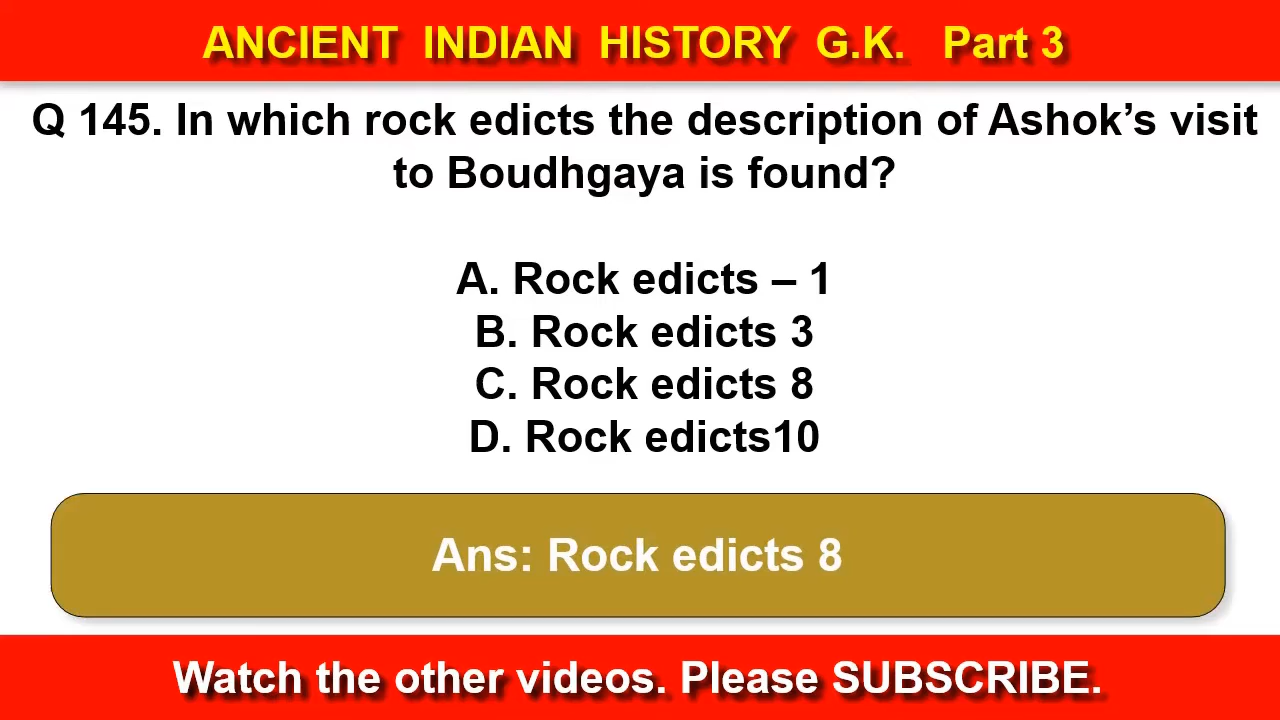 ANCIENT INDIAN HISTORY G.K. Part 3
Q 145. In which rock edicts the description of Ashok’s visit
to Boudhgaya is found?
A. Rock edicts – 1
B. Rock edicts 3
C. Rock edicts 8
D. Rock edicts10
Ans: Rock edicts 8
Watch the other videos. Please SUBSCRIBE.